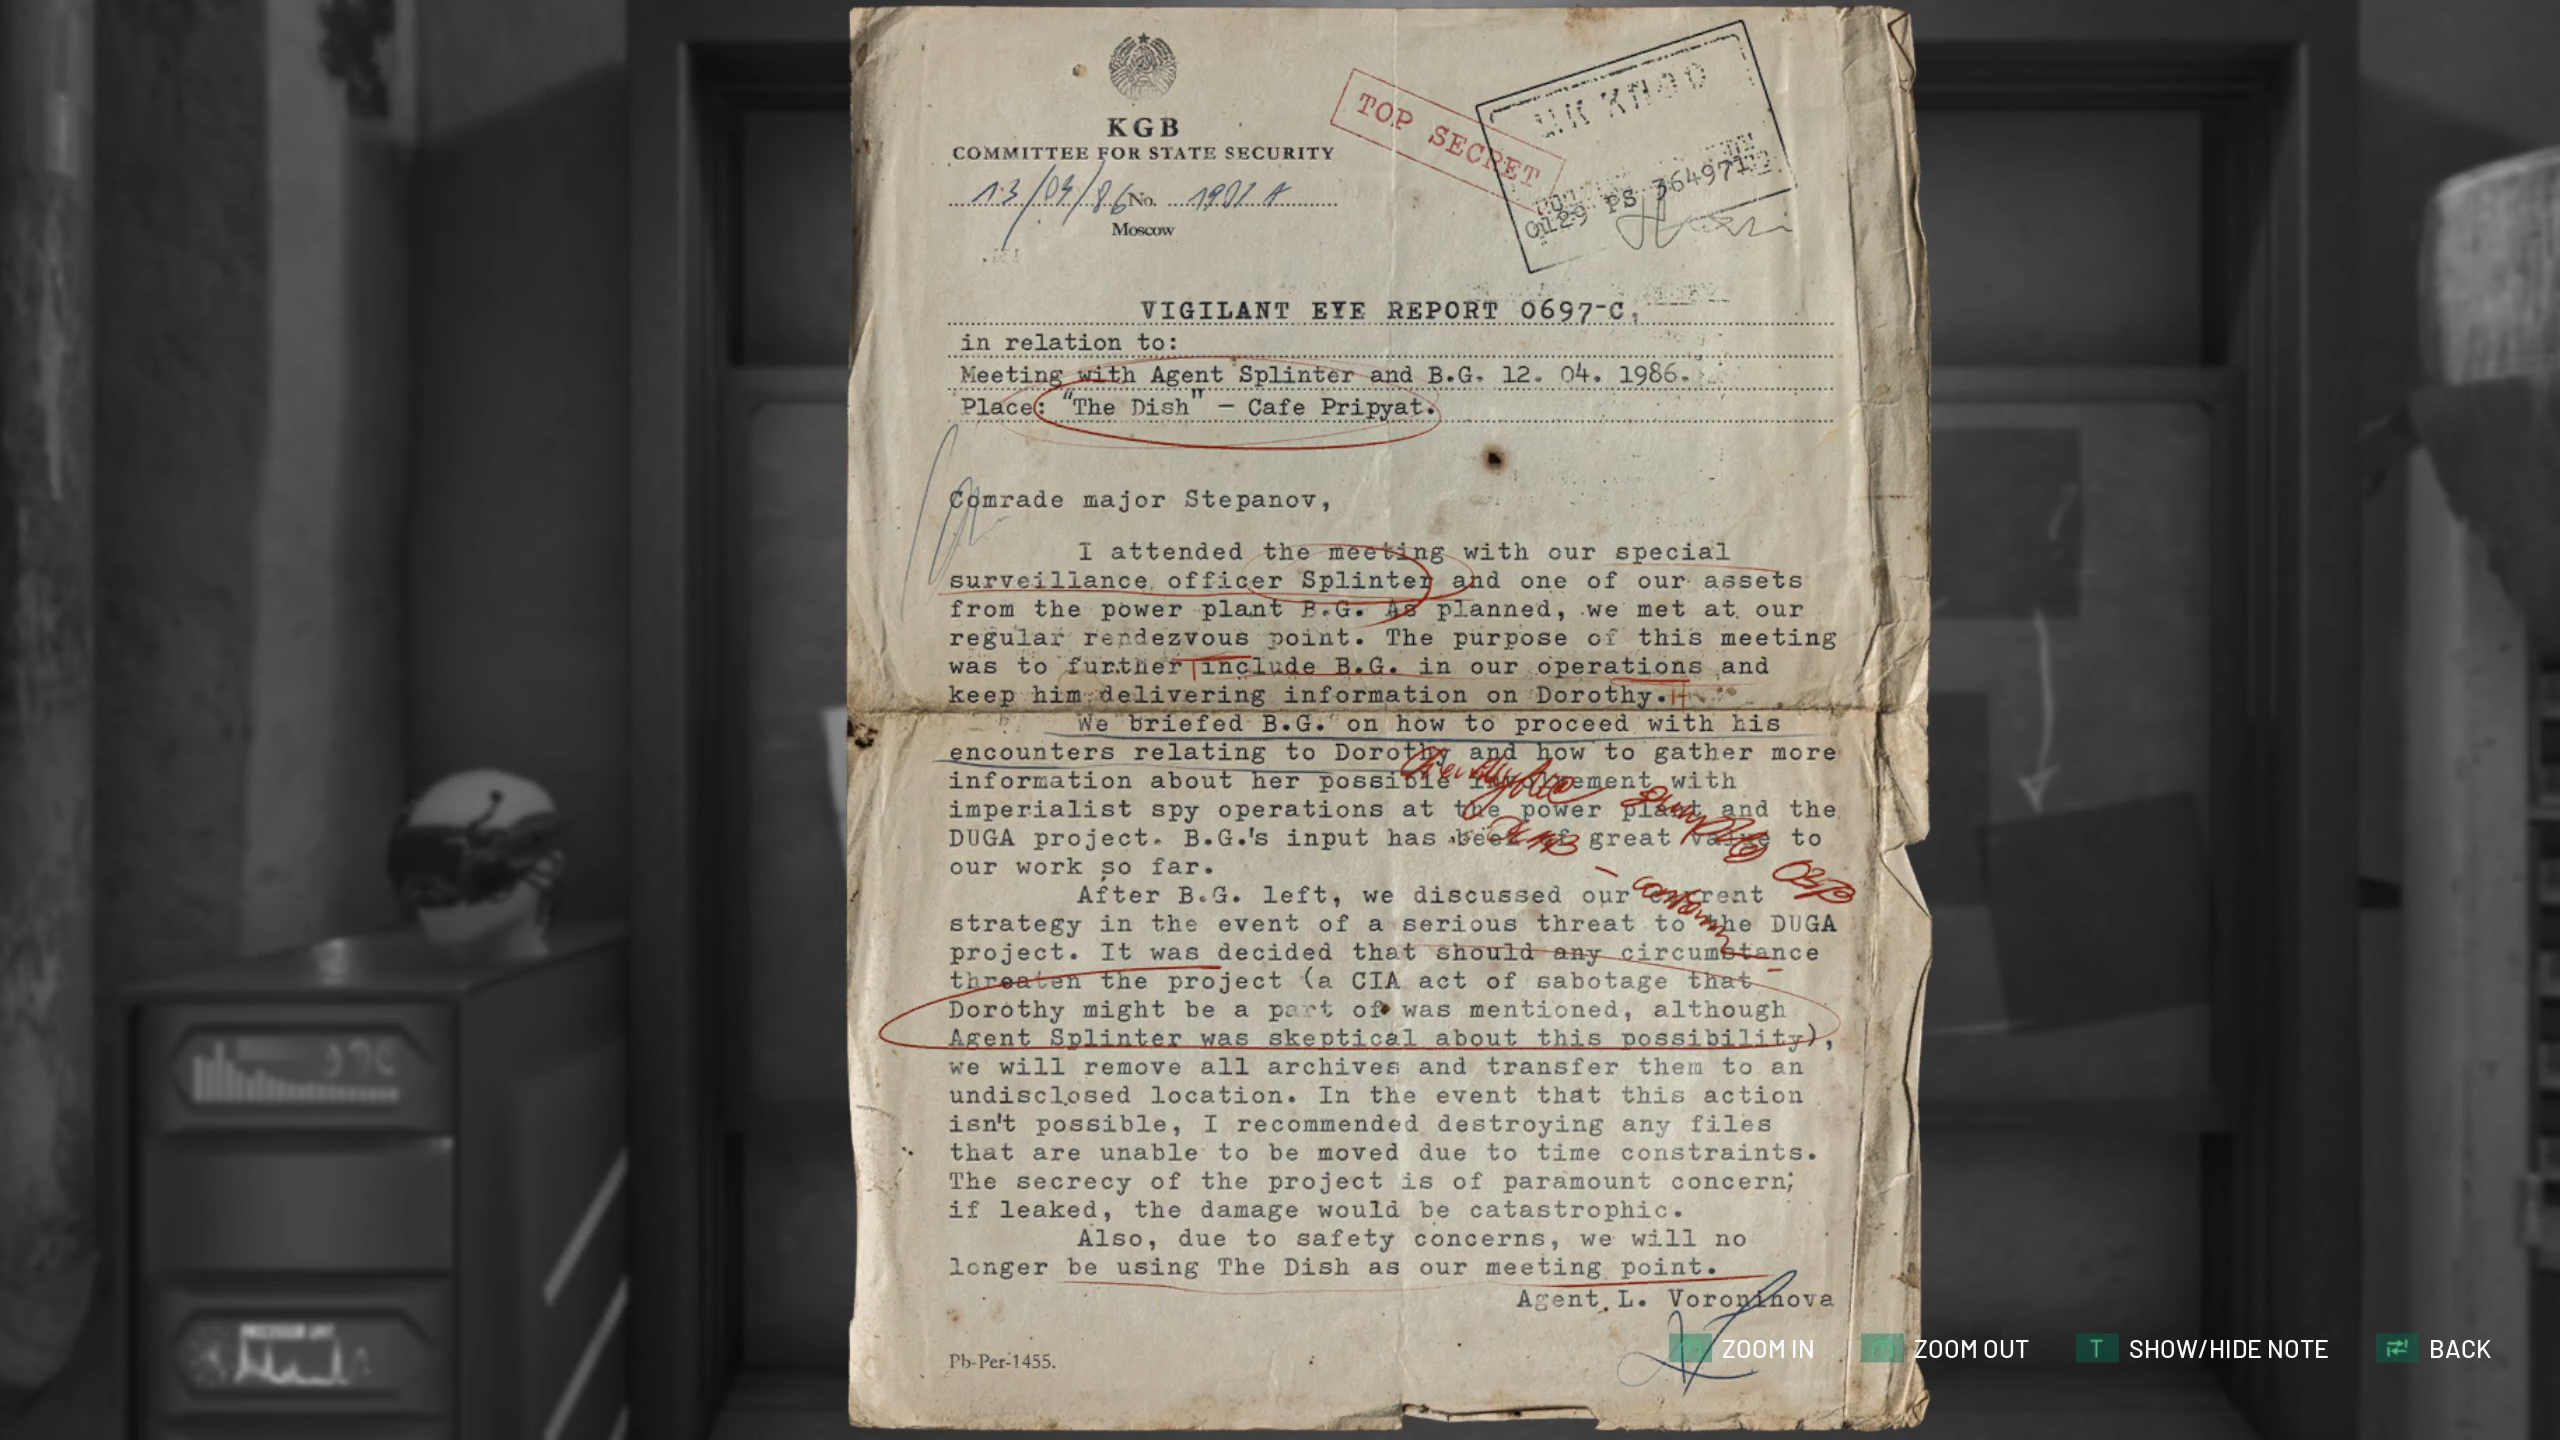 KGB
COMMITTEE FOR STATE SECURITY
13/04/86 No. 1902 A
Moscow
TOP SECRET
0129 PS 3649717
VIGILANT EYE REPORT 0697-C,
in relation to:
Meeting with Agent Splinter and B.G. 12. 04. 1986.
Place: "The Dish" - Cafe Pripyat.
Comrade major Stepanov,
I attended the meeting with our special
surveillance officer Splinter and one of our assets
from the power plant B.G. As planned, we met at our
regular rendezvous point. The purpose of this meeting
was to further include B.G. in our operations and
keep him delivering information on Dorothy.
We briefed B.G. on how to proceed with his
encounters relating to Dorothy and how to gather more
information about her possible involvement with
imperialist spy operations at the power plant and the
DUGA project. B.G.'s input has been of great value to
our work so far.
After B.G. left, we discussed our current
strategy in the event of a serious threat to the DUGA
project. It was decided that should any circumstance
threaten the project (a CIA act of sabotage that
Dorothy might be a part of was mentioned, although
Agent Splinter was skeptical about this possibility),
we will remove all archives and transfer them to an
undisclosed location. In the event that this action
isn't possible, I recommended destroying any files
that are unable to be moved due to time constraints.
The secrecy of the project is of paramount concern;
if leaked, the damage would be catastrophic.
Also, due to safety concerns, we will no
longer be using The Dish as our meeting point.
Agent L. Voroninova
Pb-Per-1455.
ZOOM IN ZOOM OUT T SHOW/HIDE NOTE BACK